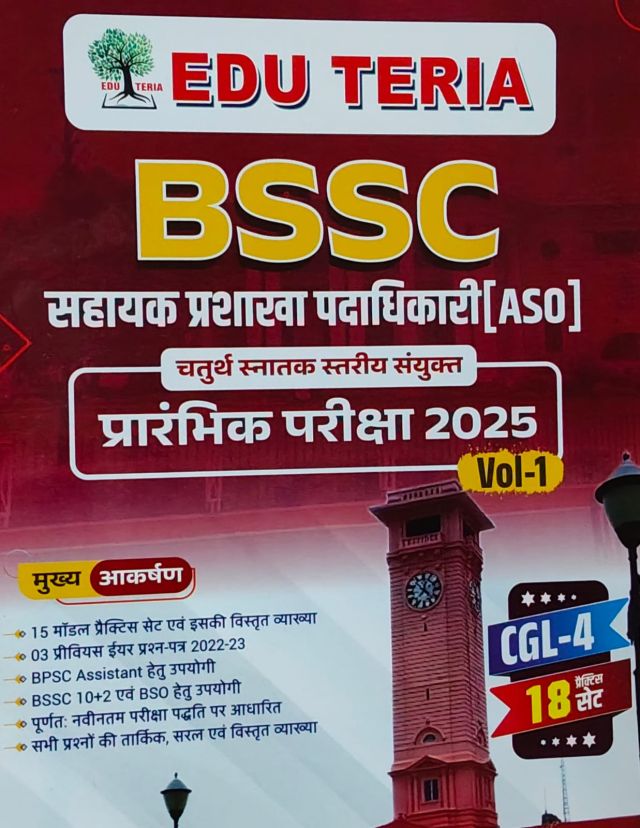 EDU TERIA
EDU TERIA
BSSC
सहायक प्रशाखा पदाधिकारी[ASO]
चतुर्थ स्नातक स्तरीय संयुक्त
प्रारंभिक परीक्षा 2025
Vol-1
मुख्य आकर्षण
15 मॉडल प्रैक्टिस सेट एवं इसकी विस्तृत व्याख्या
03 प्रीवियस ईयर प्रश्न-पत्र 2022-23
BPSC Assistant हेतु उपयोगी
BSSC 10+2 एवं BSO हेतु उपयोगी
पूर्णत: नवीनतम परीक्षा पद्धति पर आधारित
सभी प्रश्नों की तार्किक, सरल एवं विस्तृत व्याख्या
CGL-4
18 प्रैक्टिस सेट